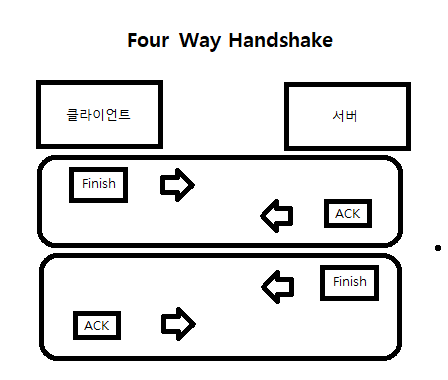 Four Way Handshake
클라이언트
서버
Finish
ACK
Finish
ACK